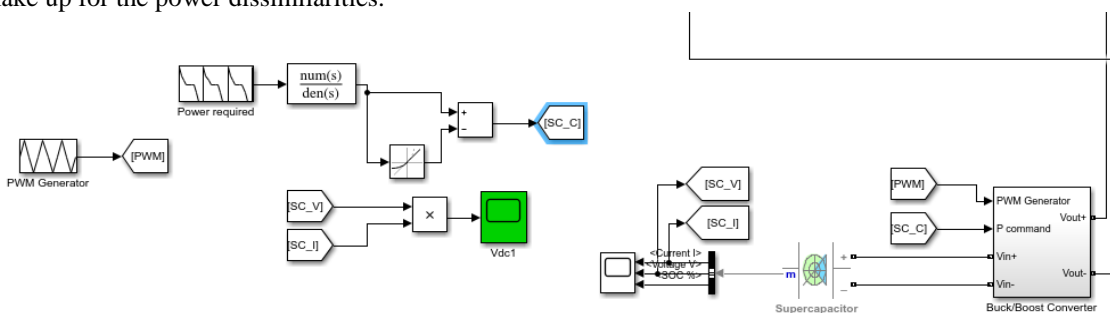 make up for the power dissimilarities.
num(s)
den(s)
Power required
+
−
[SC_C]
[PWM]
PWM Generator
[SC_V]
[SC_I]
×
Vdc1
[SC_V]
[SC_I]
<Current I>
<Voltage V>
<SOC %>
m
+
−
Supercapacitor
[PWM]
[SC_C]
PWM Generator
P command
Vin+
Vin-
Vout+
Vout-
Buck/Boost Converter